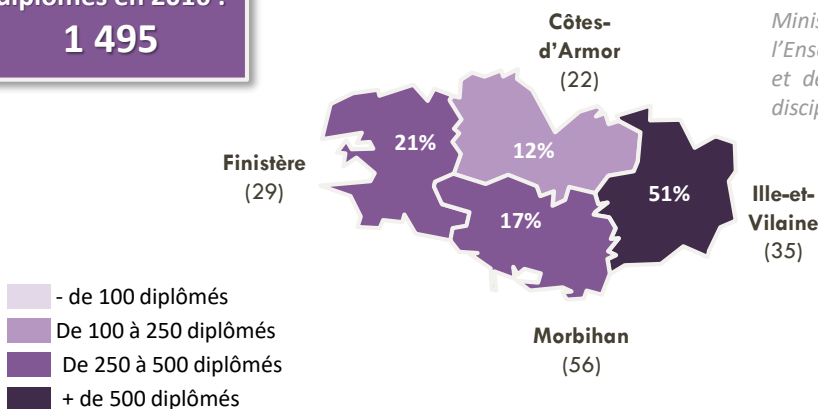 diplômés en 2016 :
1 495
Minis
l'Ens
et de
discip
Côtes-
d'Armor
(22)
21%
12%
Finistère
(29)
51%
Ille-et-
Vilaine
(35)
17%
Morbihan
(56)
- de 100 diplômés
De 100 à 250 diplômés
De 250 à 500 diplômés
+ de 500 diplômés